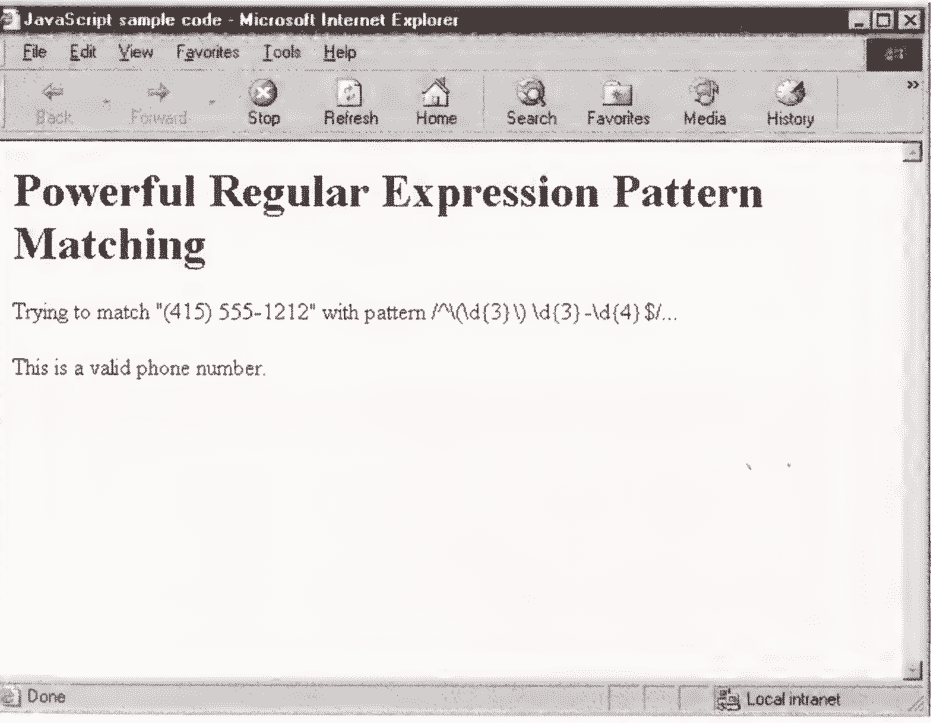 JavaScript sample code - Microsoft Internet Explorer
File Edit View Favorites Tools Help
Back Forward Stop Refresh Home Search Favorites Media History »
Powerful Regular Expression Pattern
Matching
Trying to match "(415) 555-1212" with pattern /^\(\d{3}\) \d{3}-\d{4}$/...
This is a valid phone number.
Done Local intranet